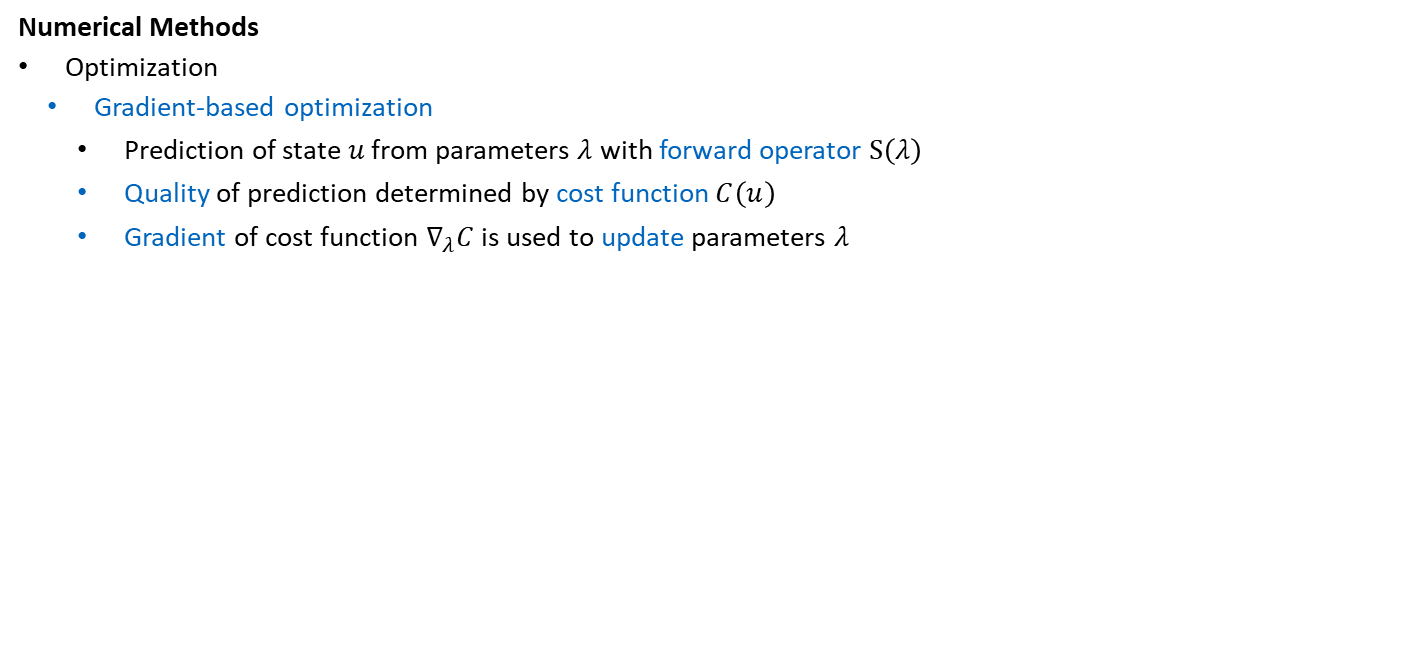 Numerical Methods
• Optimization
• Gradient-based optimization
• Prediction of state 𝑢 from parameters 𝜆 with forward operator S(𝜆)
• Quality of prediction determined by cost function 𝐶(𝑢)
• Gradient of cost function ∇𝜆𝐶 is used to update parameters 𝜆